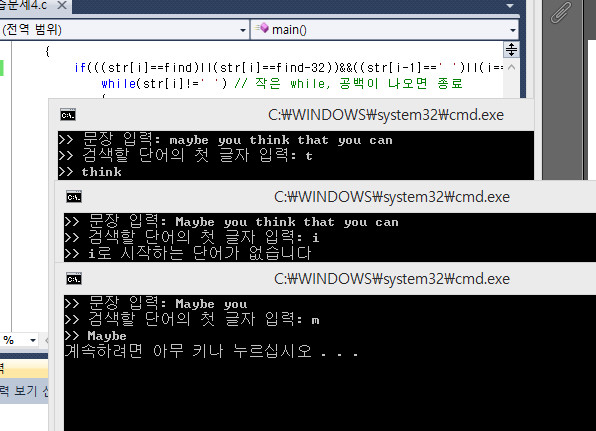 습문제4.c
(전역 범위)
main()
{
if(((str[i]==find)||(str[i]==find-32))&&((str[i-1]==' ')||(i==
while(str[i]!=' ') // 작은 while, 공백이 나오면 종료
{
C:₩WINDOWS₩system32₩cmd.exe
>> 문장 입력: maybe you think that you can
>> 검색할 단어의 첫 글자 입력: t
>> think
C:₩WINDOWS₩system32₩cmd.exe
>> 문장 입력: Maybe you think that you can
>> 검색할 단어의 첫 글자 입력: i
>> i로 시작하는 단어가 없습니다
C:₩WINDOWS₩system32₩cmd.exe
>> 문장 입력: Maybe you
>> 검색할 단어의 첫 글자 입력: m
>> Maybe
계속하려면 아무 키나 누르십시오 . . .
%
력 보기 선